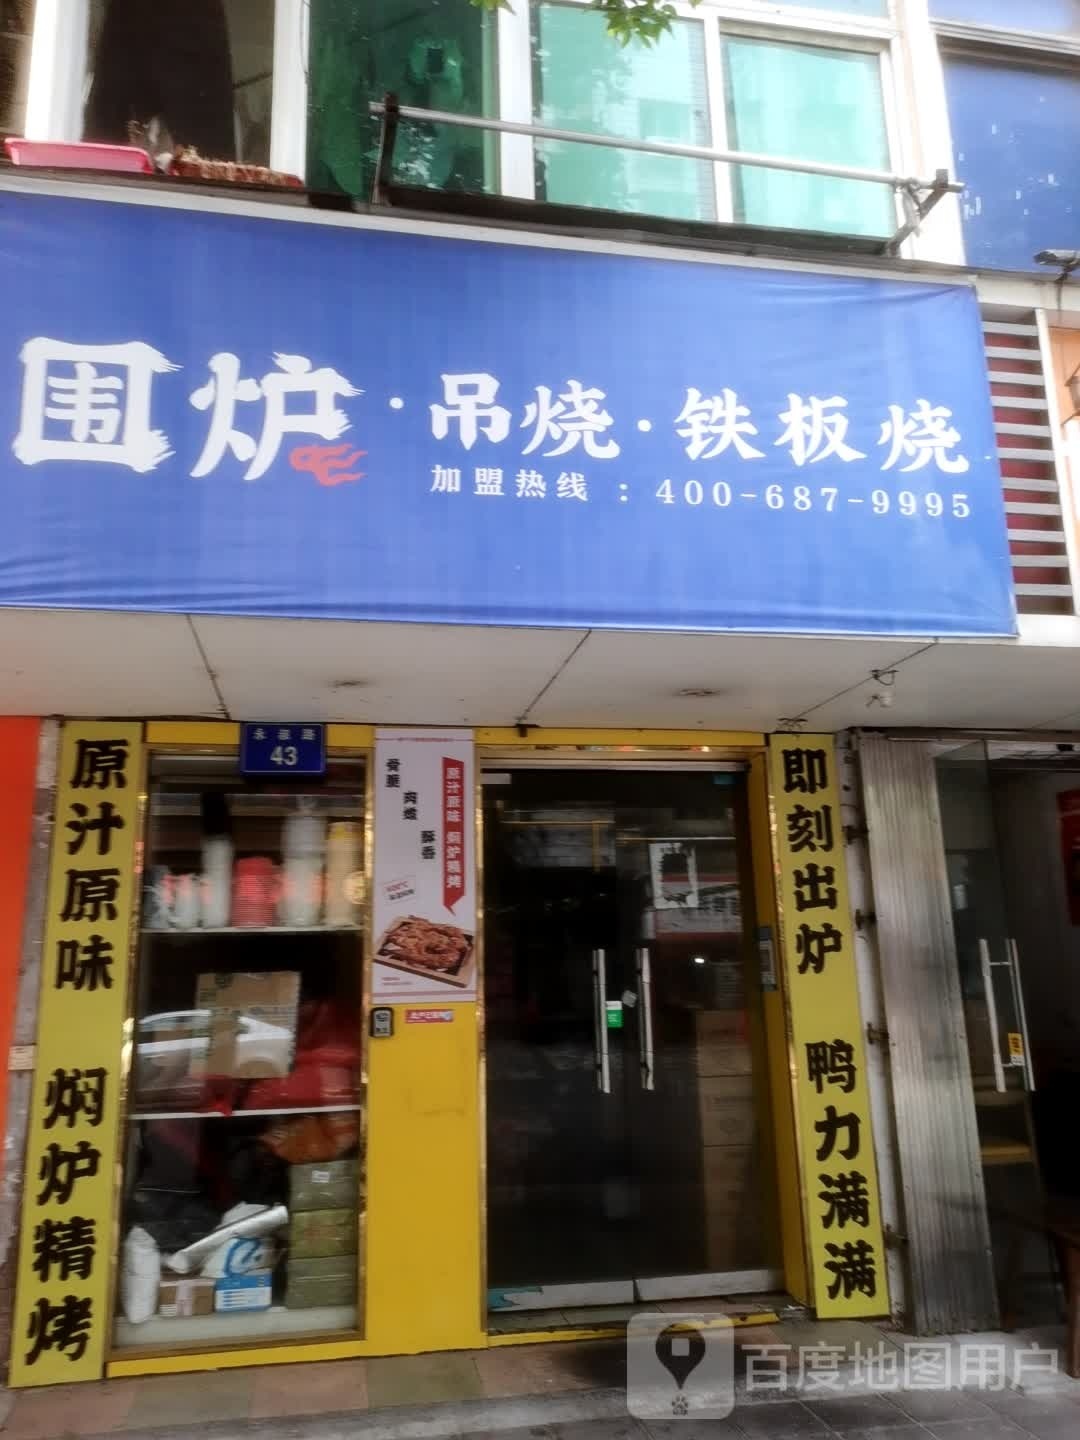 围炉·吊烧·铁板烧
加盟热线：400-687-9995
43
原汁原味 焖炉精烤
骨脆
肉嫩
酥香
原汁原味 焖炉精烤
即刻出炉 鸭力满满
百度地图用户